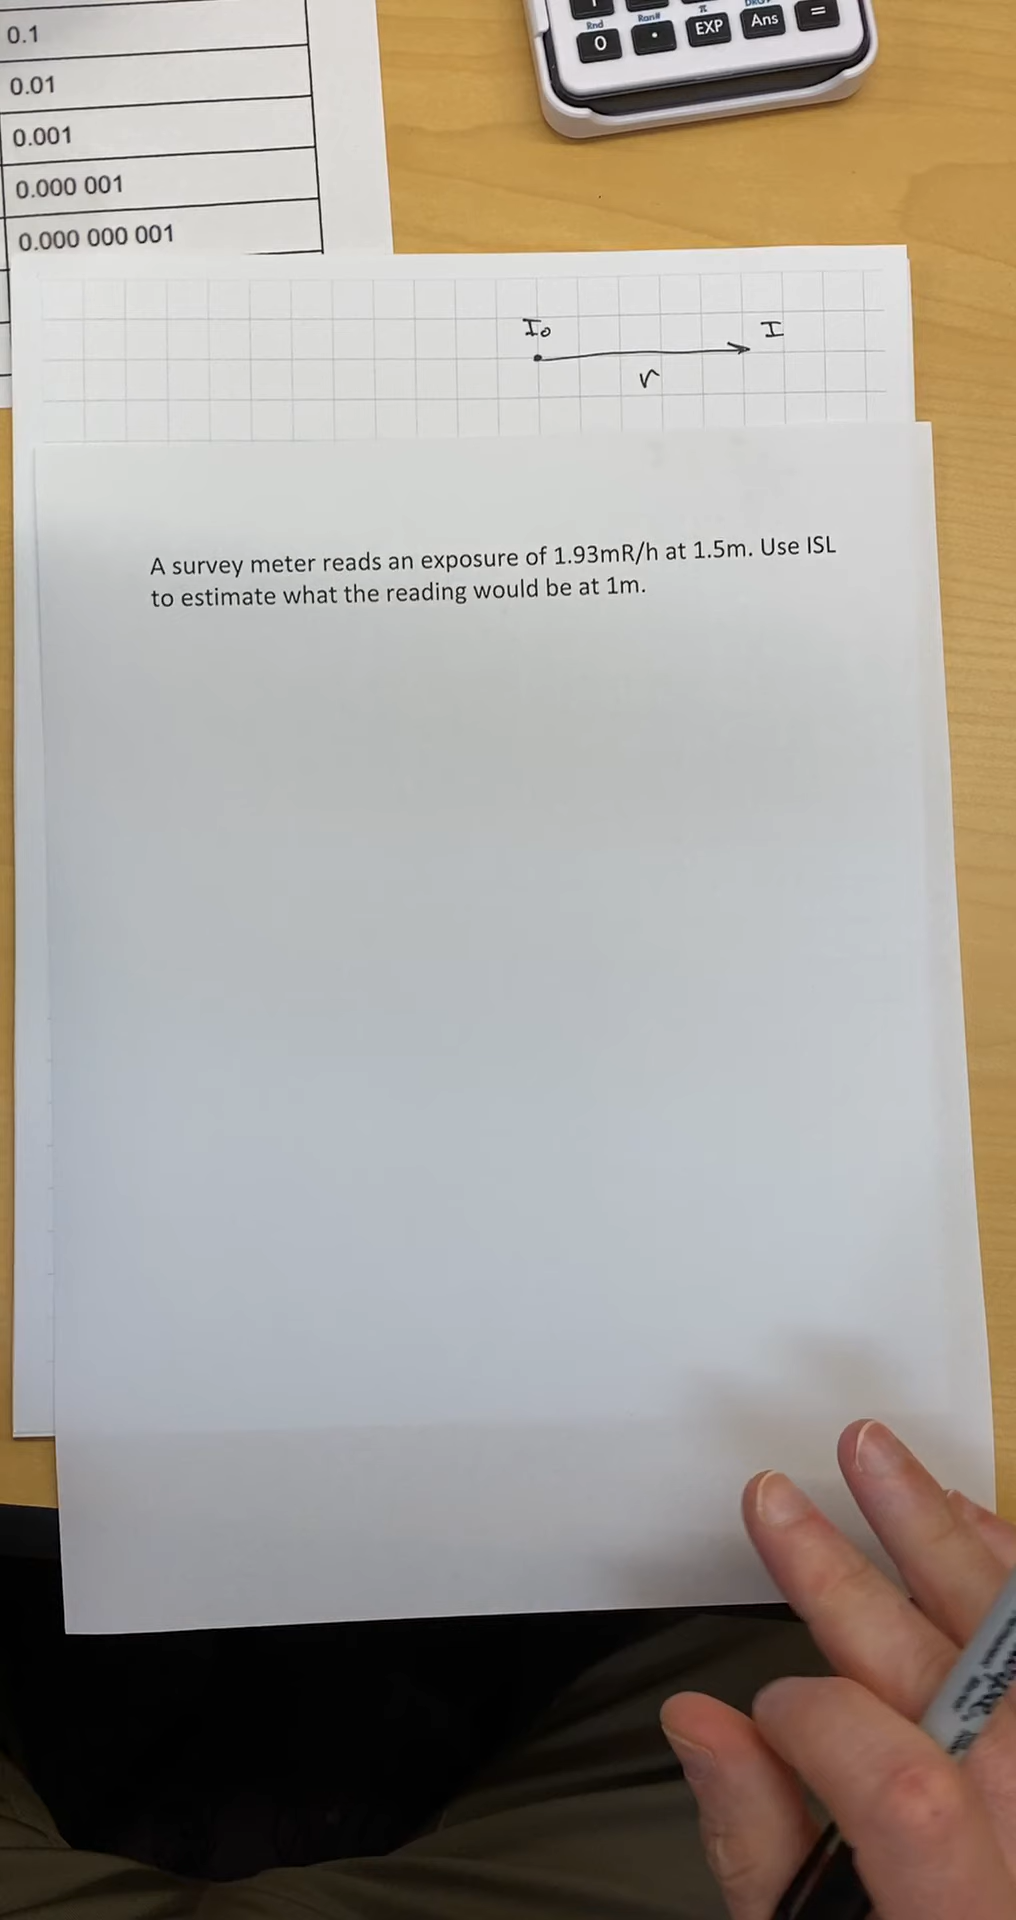 0.1
0.01
0.001
0.000 001
0.000 000 001
Rnd Ran# π
0 . EXP Ans =
I₀ I
r
A survey meter reads an exposure of 1.93mR/h at 1.5m. Use ISL
to estimate what the reading would be at 1m.